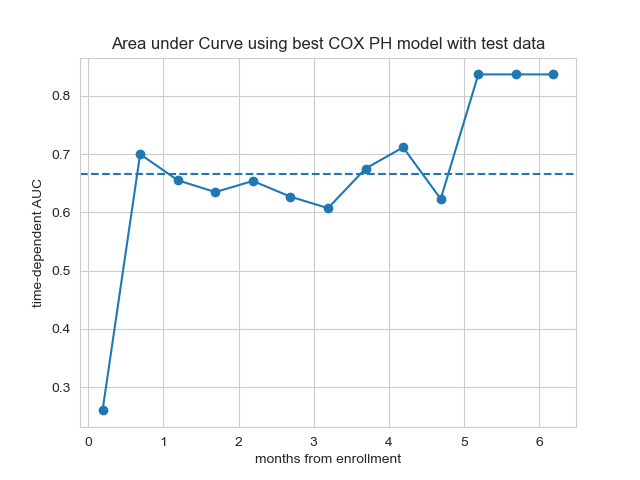 Area under Curve using best COX PH model with test data
time-dependent AUC
0.8
0.7
0.6
0.5
0.4
0.3
0 1 2 3 4 5 6
months from enrollment